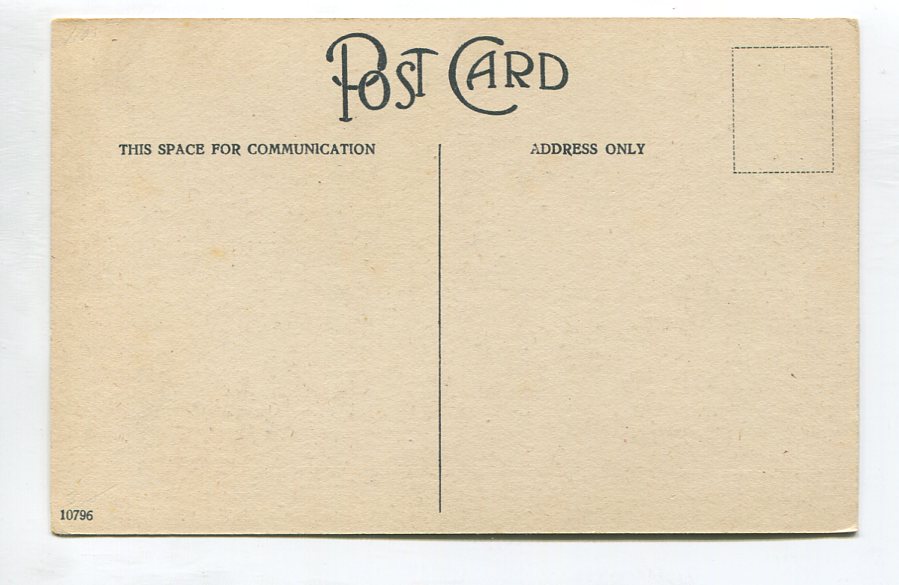 POST CARD
THIS SPACE FOR COMMUNICATION
ADDRESS ONLY
10796